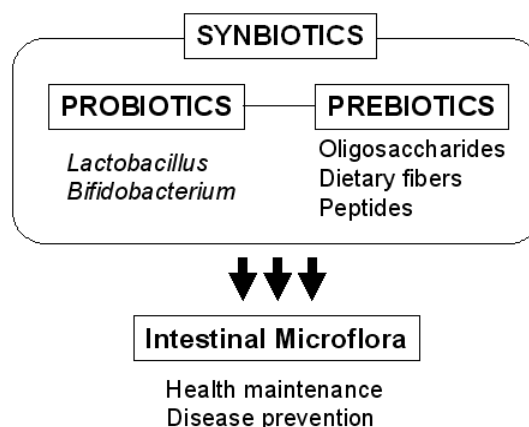 SYNBIOTICS
PROBIOTICS
PREBIOTICS
Lactobacillus
Bifidobacterium
Oligosaccharides
Dietary fibers
Peptides
Intestinal Microflora
Health maintenance
Disease prevention